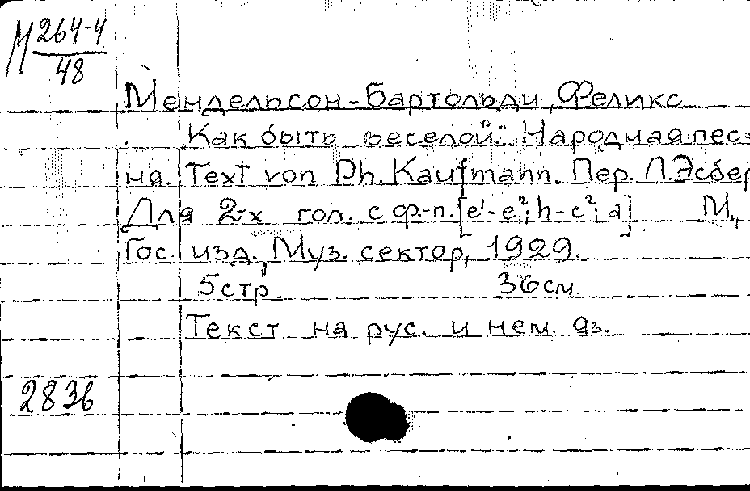 М 264-4
48
Мендельсон-Бартольди, Феликс
"Как быть веселой". Народная пес-
ня. Text von Ph. Kaufmann. Пер. Л. Эсбер
Для 2-х гол. с ф-п. [e¹-e²; h-c²; a] М.,
Гос. изд., Муз. сектор, 1929.
5 стр. 36 см
Текст на рус. и нем. яз.
2836